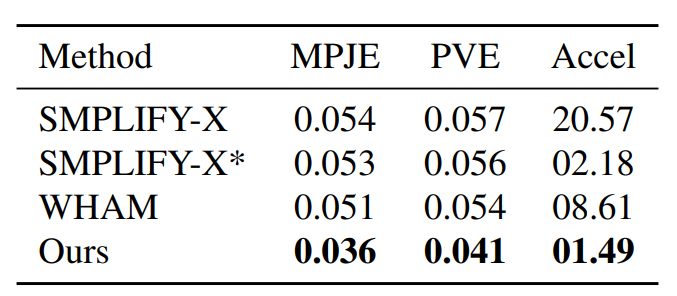 Method MPJE PVE Accel
SMPLIFY-X 0.054 0.057 20.57
SMPLIFY-X* 0.053 0.056 02.18
WHAM 0.051 0.054 08.61
Ours 0.036 0.041 01.49